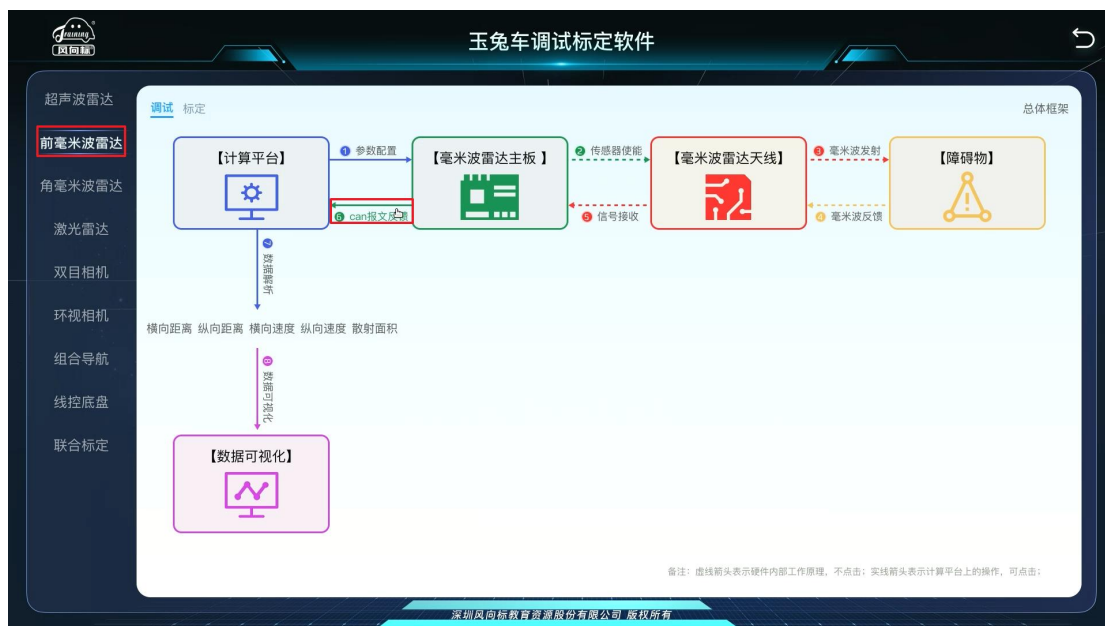 Training
风向标
玉兔车调试标定软件
超声波雷达
前毫米波雷达
角毫米波雷达
激光雷达
双目相机
环视相机
组合导航
线控底盘
联合标定
调试 标定
总体框架
【计算平台】
❶ 参数配置
【毫米波雷达主板 】
❷ 传感器使能
【毫米波雷达天线】
❸ 毫米波发射
【障碍物】
❻ can报文反馈
❺ 信号接收
❹ 毫米波反馈
❼ 数据解析
横向距离 纵向距离 横向速度 纵向速度 散射面积
❽ 数据可视化
【数据可视化】
备注：虚线箭头表示硬件内部工作原理，不点击；实线箭头表示计算平台上的操作，可点击；
深圳风向标教育资源股份有限公司 版权所有